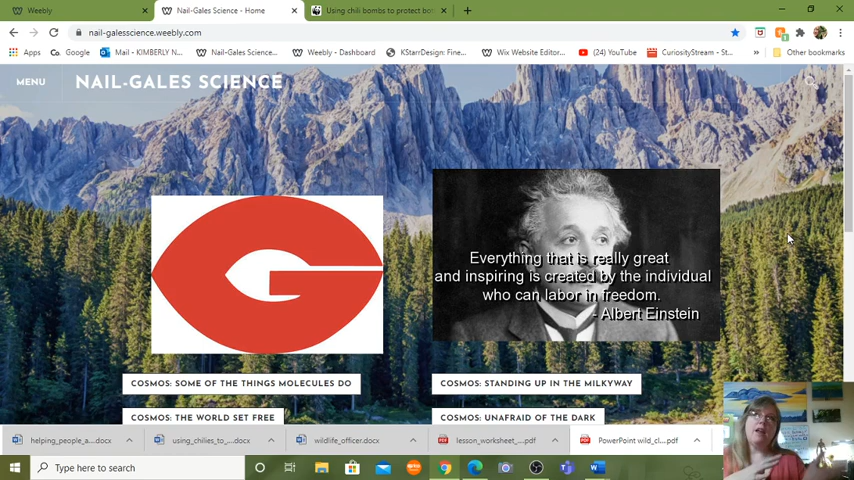 Weebly
Nail-Gales Science - Home
Using chili bombs to protect bot
nail-galesscience.weebly.com
Apps
Google
Mail - KIMBERLY N...
Nail-Gales Science...
Weebly - Dashboard
KStarrDesign: Fine...
Wix Website Editor...
(24) YouTube
CuriosityStream - St...
Other bookmarks
MENU
NAIL-GALES SCIENCE
G
Everything that is really great
and inspiring is created by the individual
who can labor in freedom.
- Albert Einstein
COSMOS: SOME OF THE THINGS MOLECULES DO
COSMOS: STANDING UP IN THE MILKYWAY
COSMOS: THE WORLD SET FREE
COSMOS: UNAFRAID OF THE DARK
helping_people_a....docx
using_chilies_to_....docx
wildlife_officer.docx
lesson_worksheet_....pdf
PowerPoint wild_cl...pdf
Type here to search